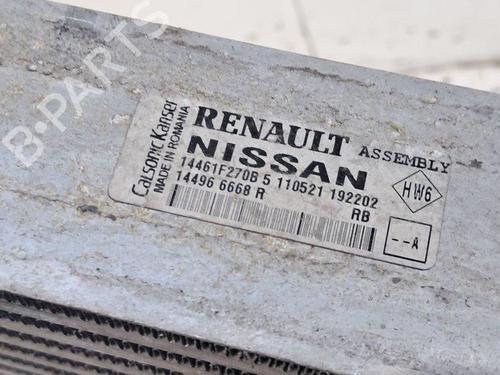 B-PARTS
Calsonic Kansei
MADE IN ROMANIA
RENAULT ASSEMBLY
NISSAN
14461F270B 5 110521 192202
14496 6668 R
RB
HW6
--A